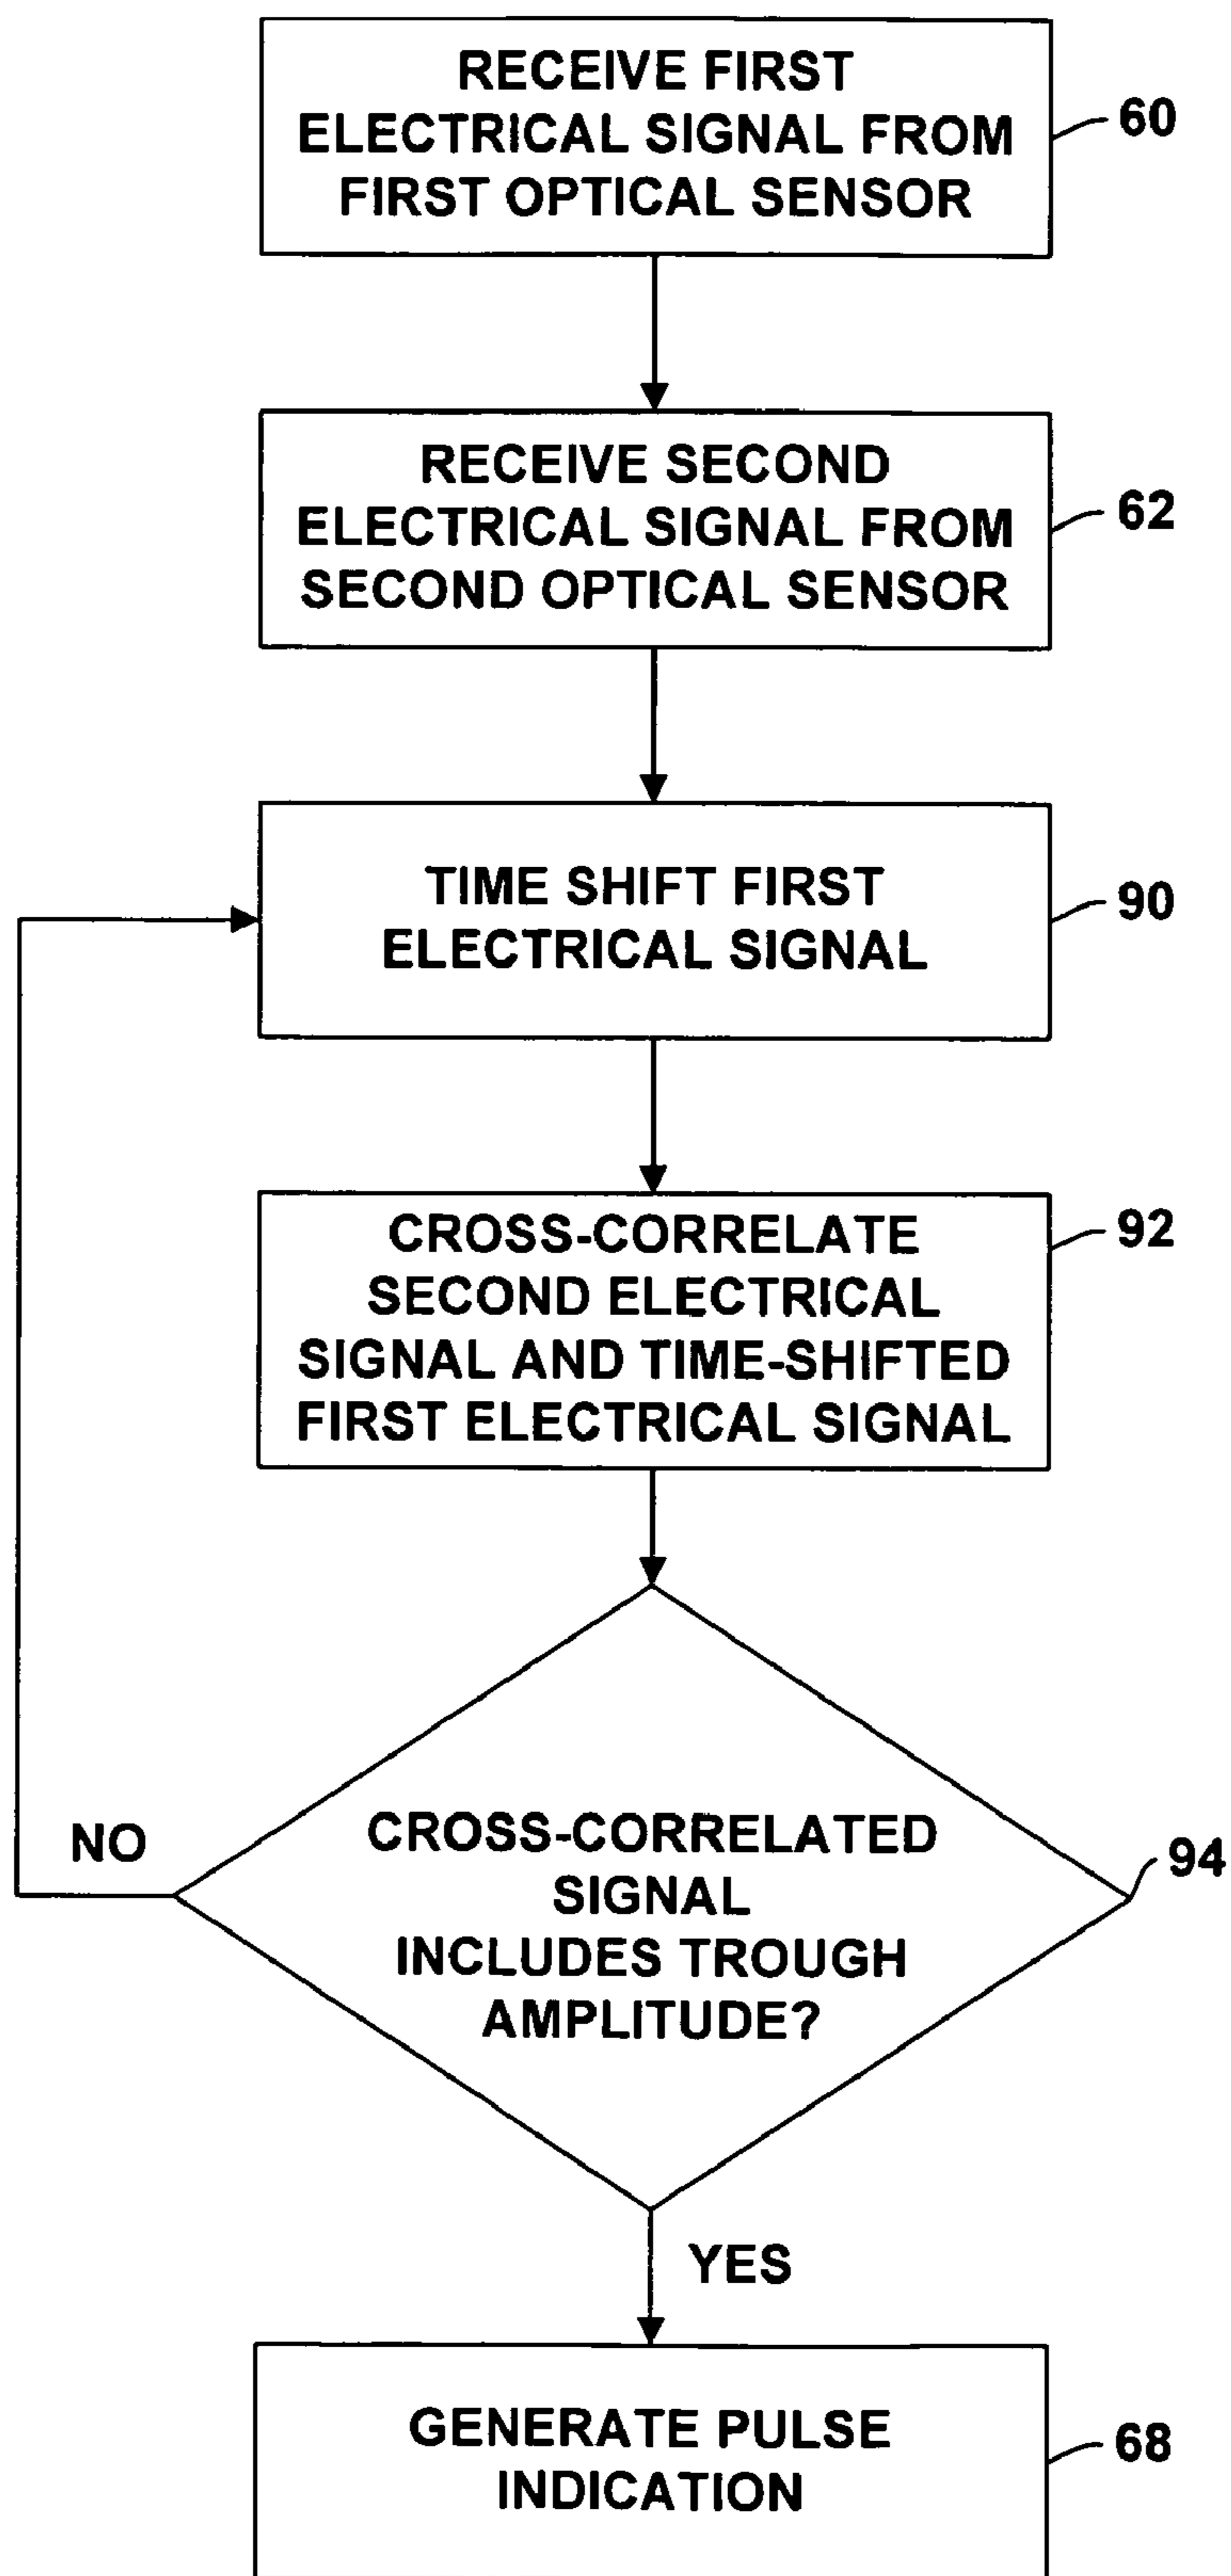 RECEIVE FIRST
ELECTRICAL SIGNAL FROM
FIRST OPTICAL SENSOR
60
RECEIVE SECOND
ELECTRICAL SIGNAL FROM
SECOND OPTICAL SENSOR
62
TIME SHIFT FIRST
ELECTRICAL SIGNAL
90
CROSS-CORRELATE
SECOND ELECTRICAL
SIGNAL AND TIME-SHIFTED
FIRST ELECTRICAL SIGNAL
92
NO
CROSS-CORRELATED
SIGNAL
INCLUDES TROUGH
AMPLITUDE?
94
YES
GENERATE PULSE
INDICATION
68